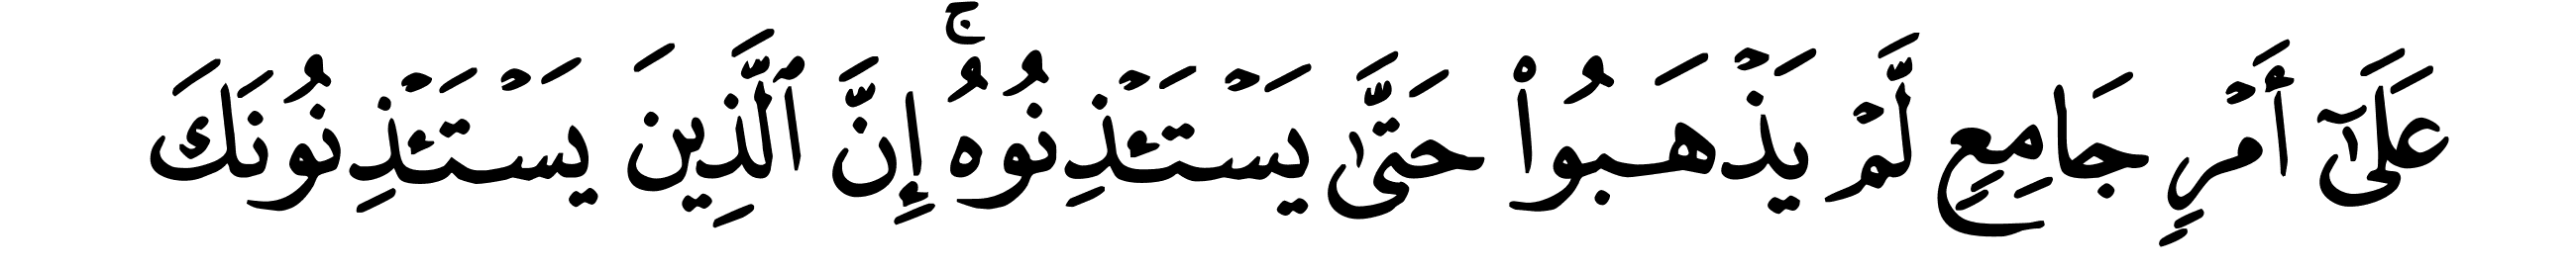 عَلَىٰٓ أَمۡرٖ جَامِعٖ لَّمۡ يَذۡهَبُواْ حَتَّىٰ يَسۡتَـٔۡذِنُوهُۚ إِنَّ ٱلَّذِينَ يَسۡتَـٔۡذِنُونَكَ